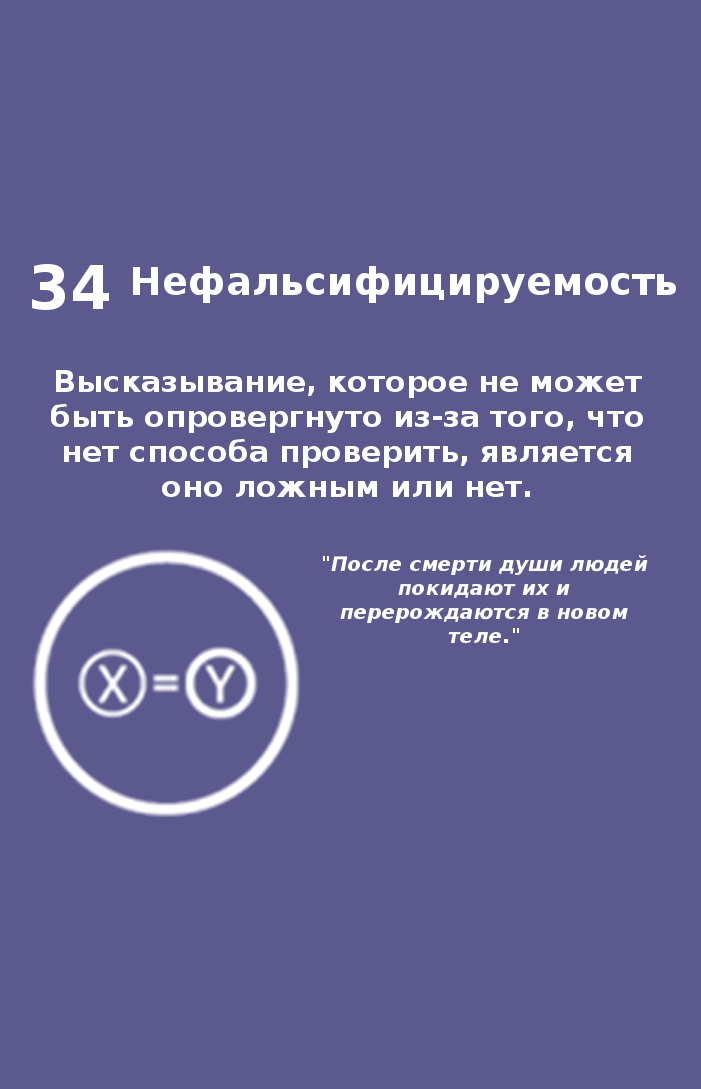 34 Нефальсифицируемость
Высказывание, которое не может
быть опровергнуто из-за того, что
нет способа проверить, является
оно ложным или нет.
"После смерти души людей
покидают их и
перерождаются в новом
теле."
X = Y